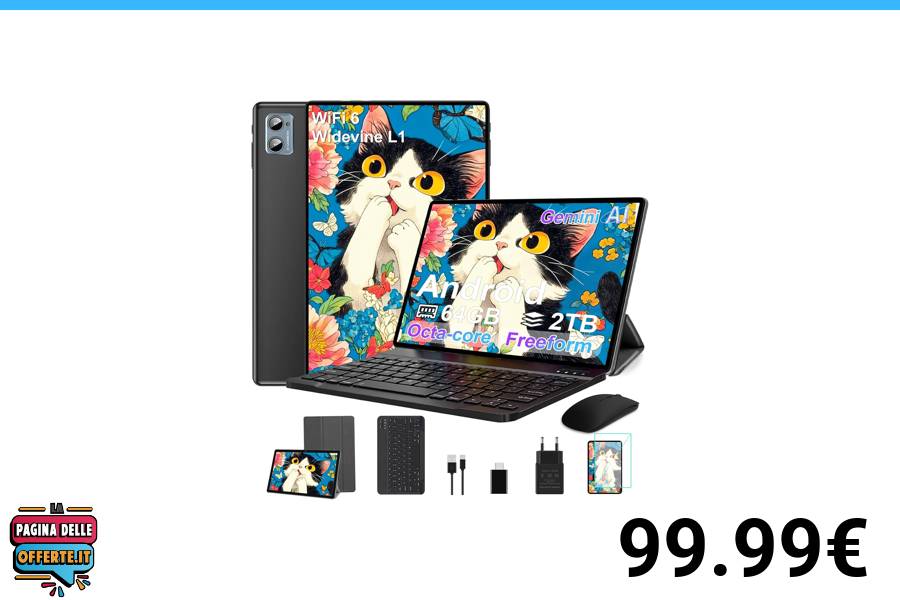 WiFi 6
Widevine L1
Gemini AI
Android
64GB 2TB
Octa-core Freeform
LA
PAGINA DELLE
OFFERTE.IT
99.99€